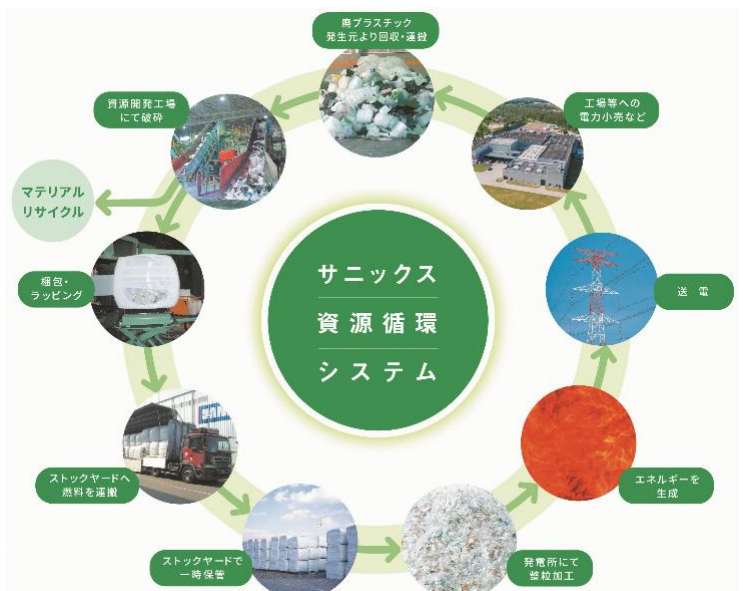 廃プラスチック
発生元より回収・運搬
資源開発工場
にて破砕
工場等への
電力小売など
マテリアル
リサイクル
梱包・
ラッピング
サニックス
資源循環
システム
送電
ストックヤードへ
燃料を運搬
エネルギーを
生成
ストックヤードで
一時保管
発電所にて
整粒加工